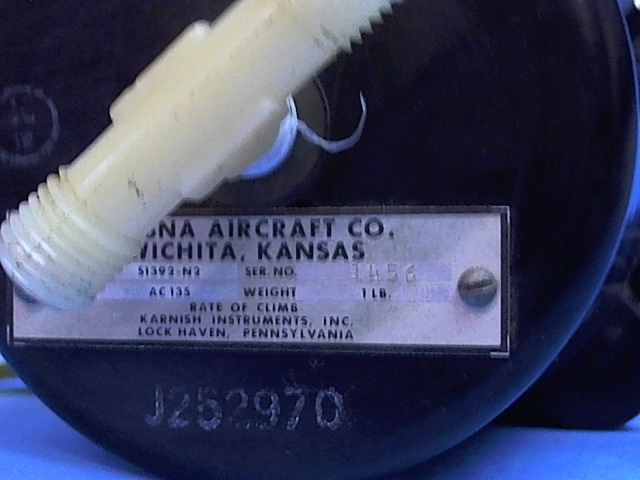 SNA AIRCRAFT CO.
WICHITA, KANSAS
S1392-N2 SER. NO. 1456
AC135 WEIGHT 1 LB.
RATE OF CLIMB
KARNISH INSTRUMENTS, INC.
LOCK HAVEN, PENNSYLVANIA
J252970